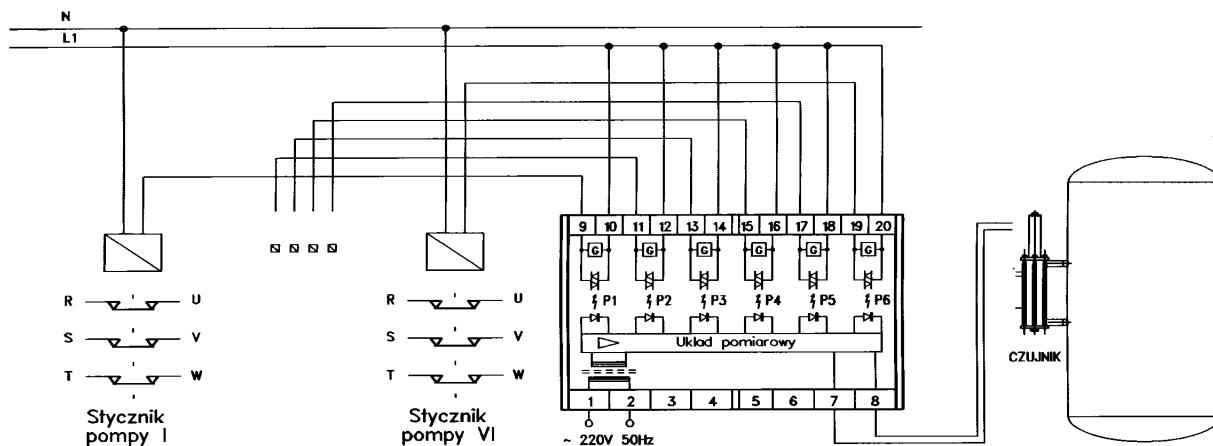 N
L1
9 10 11 12 13 14 15 16 17 18 19 20
G G G G G G
P1 P2 P3 P4 P5 P6
R U R U
S V S V
T W T W
Układ pomiarowy
CZUJNIK
1 2 3 4 5 6 7 8
Stycznik
pompy I
Stycznik
pompy VI
~ 220V 50Hz